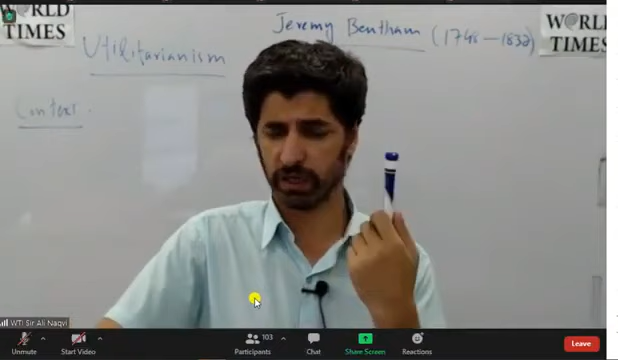 WORLD
TIMES
Utilitarianism
Jeremy Bentham (1748-1832)
WORLD
TIMES
Context.
WTI Sir Ali Naqvi
Unmute
Start Video
103
Participants
Chat
Share Screen
Reactions
Leave